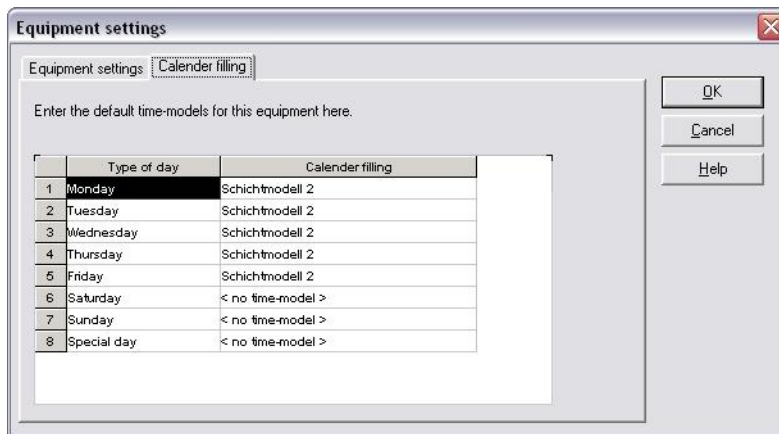 Equipment settings
Equipment settings Calender filling
OK
Enter the default time-models for this equipment here.
Cancel
Help
Type of day Calender filling
1 Monday Schichtmodell 2
2 Tuesday Schichtmodell 2
3 Wednesday Schichtmodell 2
4 Thursday Schichtmodell 2
5 Friday Schichtmodell 2
6 Saturday < no time-model >
7 Sunday < no time-model >
8 Special day < no time-model >